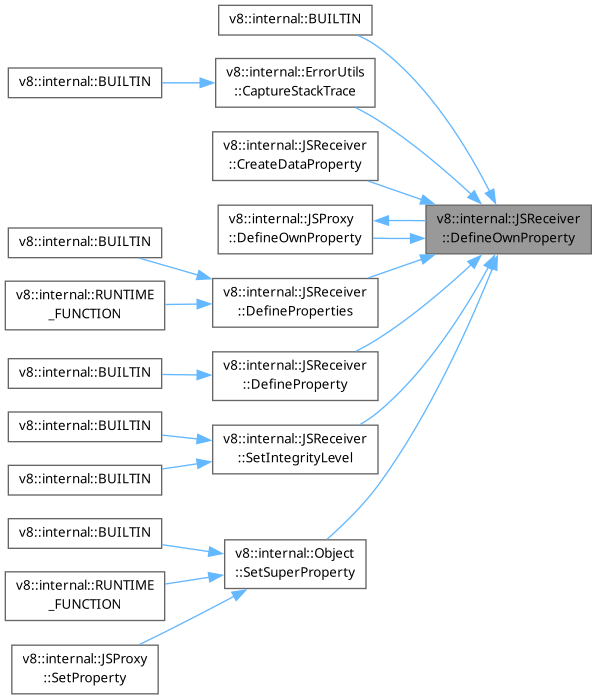 v8::internal::BUILTIN
v8::internal::ErrorUtils
::CaptureStackTrace
v8::internal::BUILTIN
v8::internal::JSReceiver
::CreateDataProperty
v8::internal::JSProxy
::DefineOwnProperty
v8::internal::JSReceiver
::DefineOwnProperty
v8::internal::BUILTIN
v8::internal::RUNTIME
_FUNCTION
v8::internal::JSReceiver
::DefineProperties
v8::internal::BUILTIN
v8::internal::JSReceiver
::DefineProperty
v8::internal::BUILTIN
v8::internal::JSReceiver
::SetIntegrityLevel
v8::internal::BUILTIN
v8::internal::BUILTIN
v8::internal::Object
::SetSuperProperty
v8::internal::RUNTIME
_FUNCTION
v8::internal::JSProxy
::SetProperty